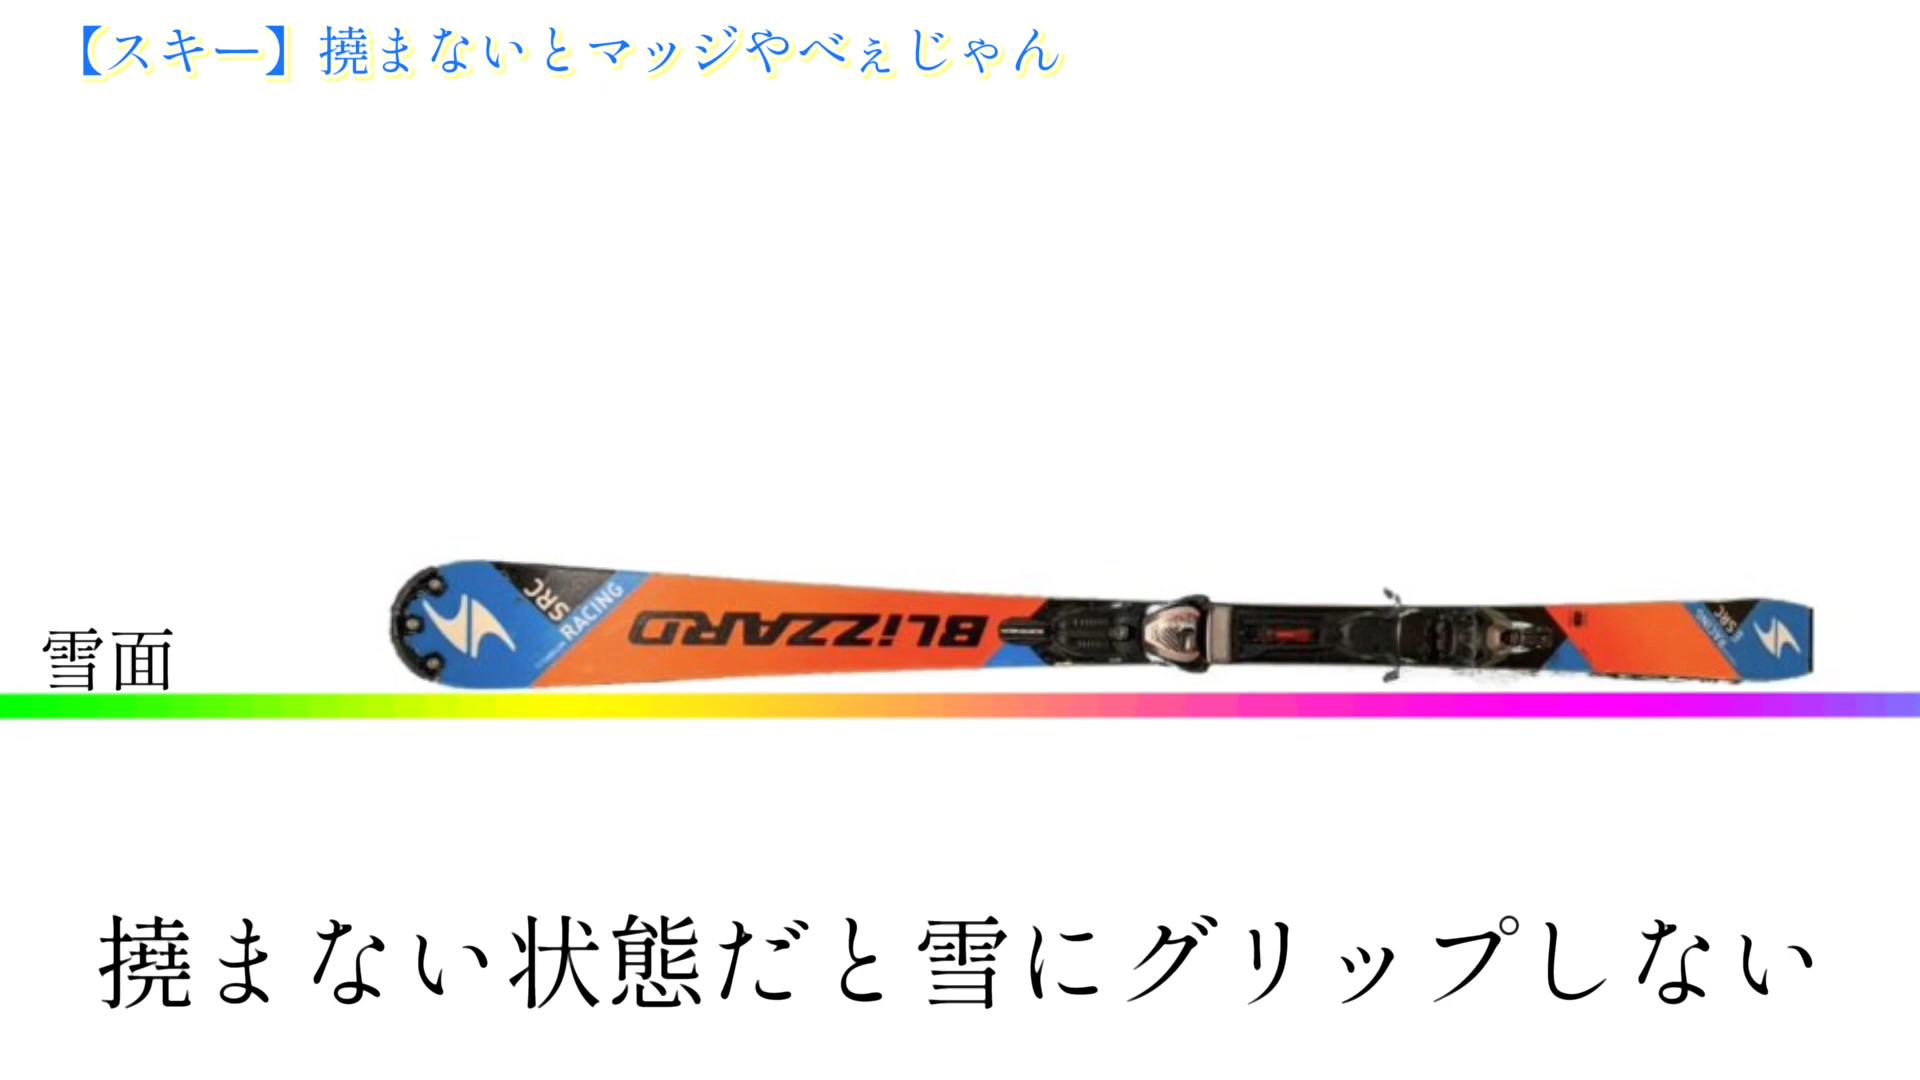 【スキー】撓まないとマッジやべぇじゃん
SRC
RACING
BLiZZARD
SRC
RACING
雪面
撓まない状態だと雪にグリップしない